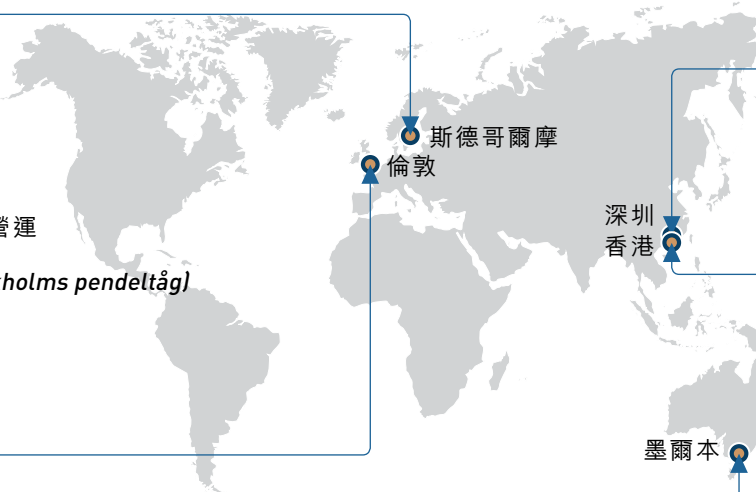 斯德哥爾摩
倫敦
營運
深圳
香港
holms pendeltåg)
墨爾本